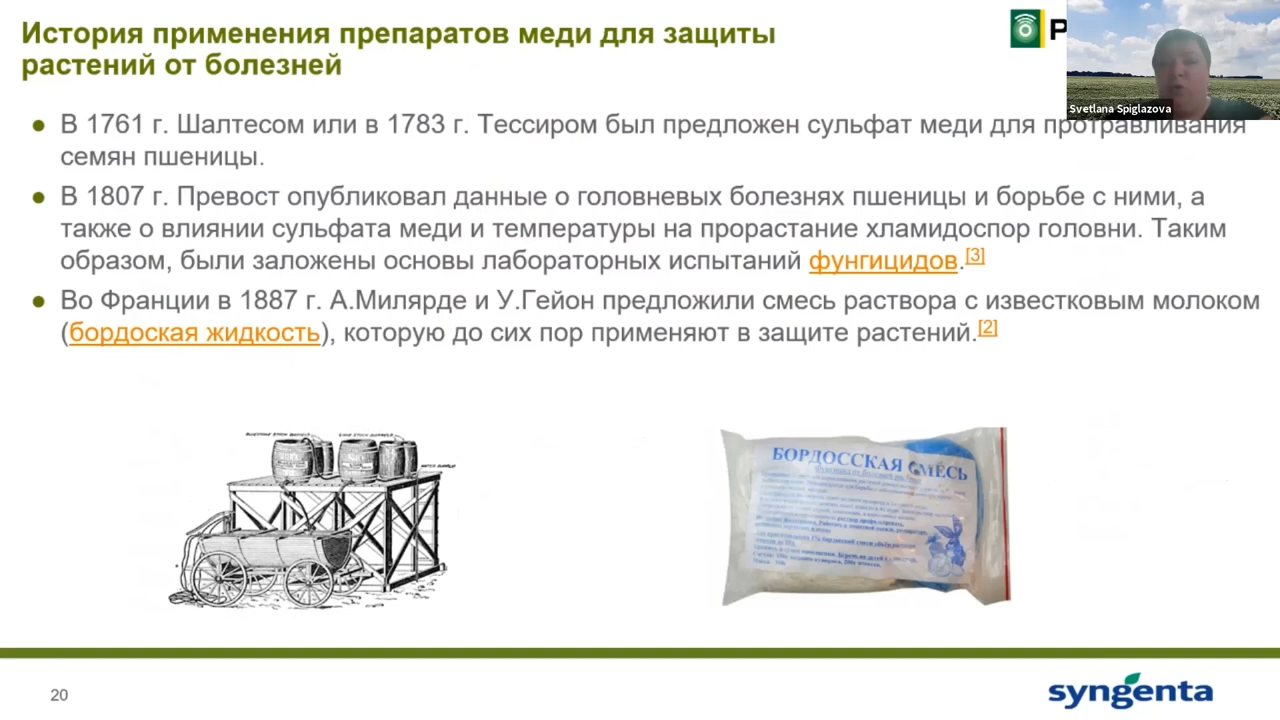 История применения препаратов меди для защиты
растений от болезней
Р
Svetlana Spiglazova
● В 1761 г. Шалтесом или в 1783 г. Тессиром был предложен сульфат меди для протравливания
семян пшеницы.
● В 1807 г. Превост опубликовал данные о головневых болезнях пшеницы и борьбе с ними, а
также о влиянии сульфата меди и температуры на прорастание хламидоспор головни. Таким
образом, были заложены основы лабораторных испытаний фунгицидов.[3]
● Во Франции в 1887 г. А.Милярде и У.Гейон предложили смесь раствора с известковым молоком
(бордоская жидкость), которую до сих пор применяют в защите растений.[2]
БОРДОССКАЯ СМЕСЬ
20
syngenta